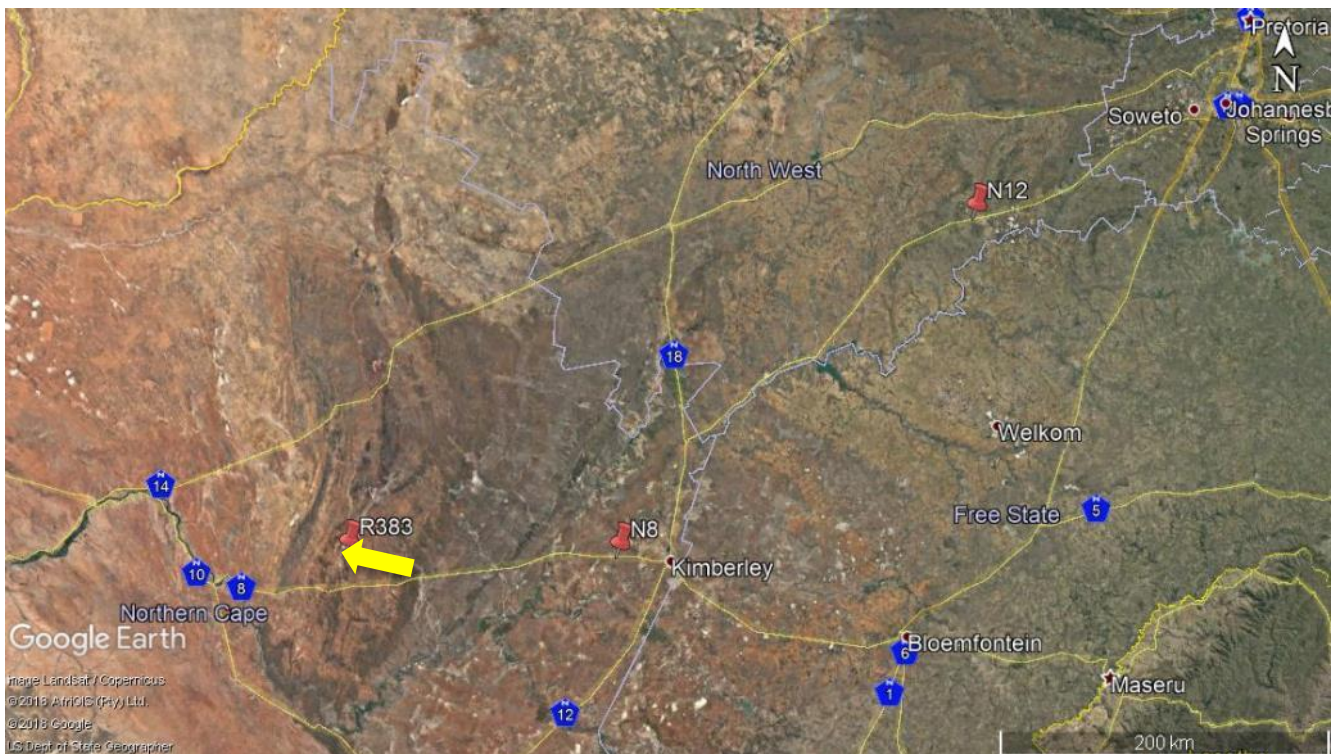 Pretoria
N
Soweto
Johannesb
Springs
North West
N12
N
18
Welkom
N
14
R383
N8
Free State
N
5
N
10
N
8
Kimberley
Northern Cape
Google Earth
Bloemfontein
N
6
Maseru
N
1
N
12
Image Landsat / Copernicus
©2018 AfriGIS (Pty) Ltd.
©2018 Google
US Dept of State Geographer
200 km